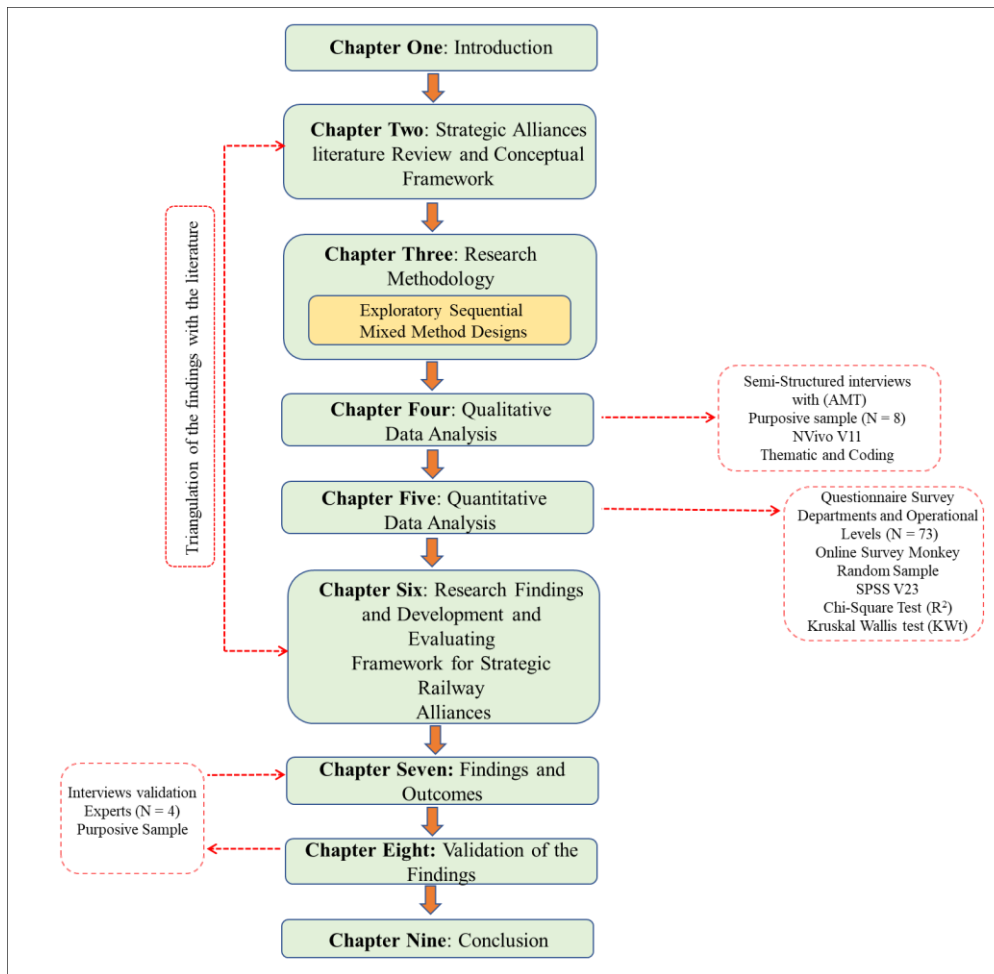 Chapter One: Introduction
Chapter Two: Strategic Alliances
literature Review and Conceptual
Framework
Triangulation of the findings with the literature
Chapter Three: Research
Methodology
Exploratory Sequential
Mixed Method Designs
Chapter Four: Qualitative
Data Analysis
Semi-Structured interviews
with (AMT)
Purposive sample (N = 8)
NVivo V11
Thematic and Coding
Chapter Five: Quantitative
Data Analysis
Questionnaire Survey
Departments and Operational
Levels (N = 73)
Online Survey Monkey
Random Sample
SPSS V23
Chi-Square Test (R²)
Kruskal Wallis test (KWt)
Chapter Six: Research Findings
and Development and
Evaluating
Framework for Strategic
Railway
Alliances
Chapter Seven: Findings and
Outcomes
Interviews validation
Experts (N = 4)
Purposive Sample
Chapter Eight: Validation of the
Findings
Chapter Nine: Conclusion